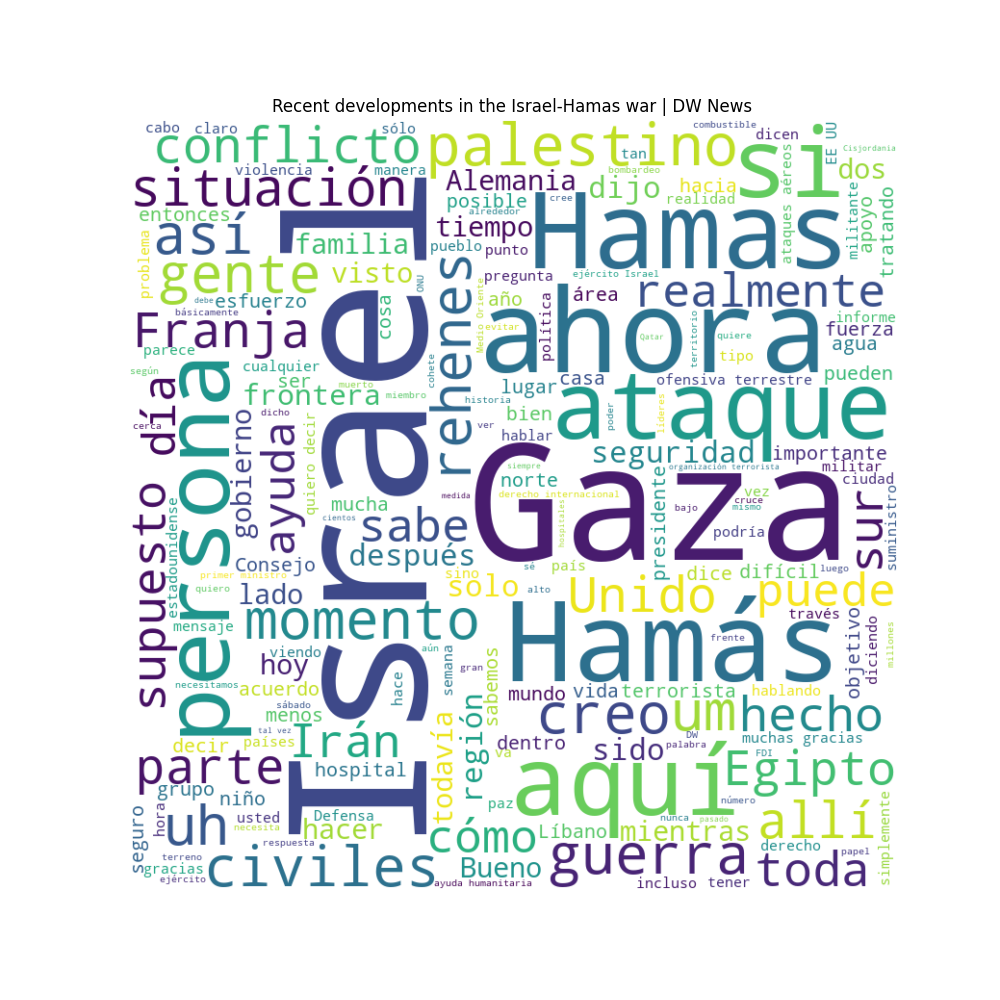 Recent developments in the Israel-Hamas war | DW News
cabo claro sólo combustible dicen EE UU
conflicto palestino si
tan bombardeo ataques aéreos Cisjordania
violencia manera dos
situación Alemania dijo hacia
posible cree realidad militante apoyo tratando
entonces alrededor
así familia tiempo Hamas
pueblo punto
problema gente visto ONU pregunta ejército Israel
cosa rehenes Medio Oriente año área realmente
debe esfuerzo
básicamente política informe
Franja evitar ahora Qatar territorio quiere fuerza
parece agua
según cualquier cohete tipo
ser muerto lugar casa ofensiva terrestre pueden
frontera miembro historia
día persona dicho bien ataque poder líderes
cerca ver hablar
gobierno ayuda quiero decir Israel seguridad importante
siempre organización terrorista militar
mucha norte ciudad
supuesto medida derecho internacional Gaza presidente vez
cientos cruce mismo
estadounidense sabe hospitales bajo sur suministro
podría
después
Consejo sé país luego
primer ministro sino dice difícil
quiero lado solo alto Unido puede
mensaje momento través
frente
viendo aún Hamás objetivo diciendo millones
hoy semana gran
necesitamos acuerdo hace sabemos mundo vida terrorista hablando
sábado
menos creo um hecho
tal vez
decir países Irán todavía región dentro sido DW muchas gracias
va palabra
parte hospital FDI Egipto
grupo niño paz aquí número
seguro hora uh usted Defensa nunca pasado
necesita hacer cómo Líbano mientras allí simplemente
respuesta
terreno guerra derecho papel
gracias civiles Bueno toda
ejército ayuda humanitaria incluso tener
Israel